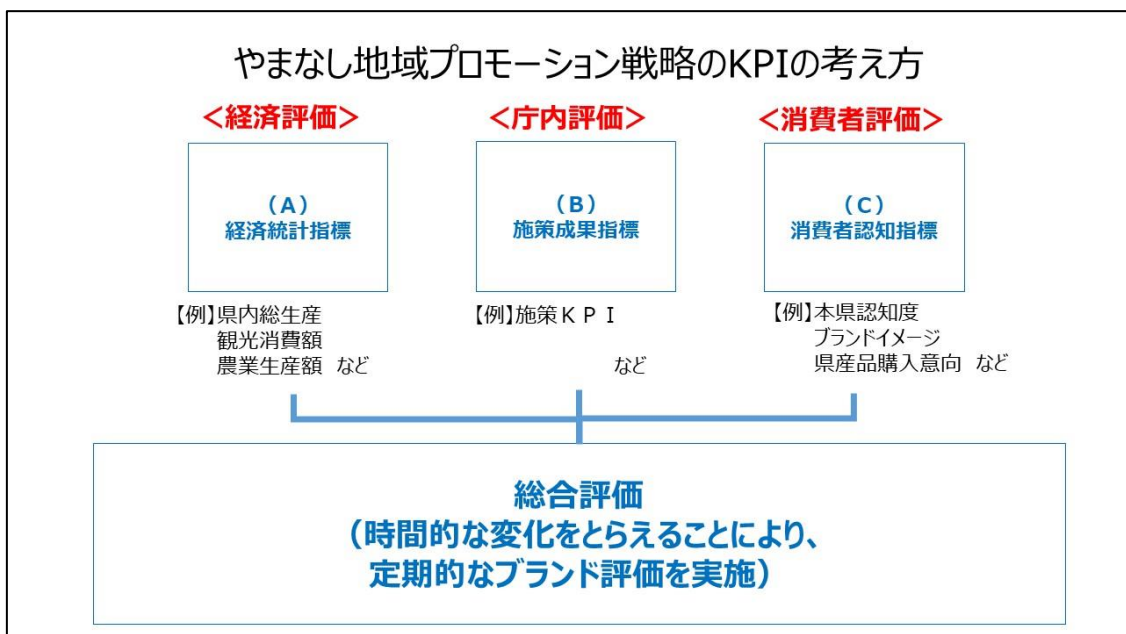 やまなし地域プロモーション戦略のKPIの考え方
＜経済評価＞
（A）
経済統計指標
【例】県内総生産
観光消費額
農業生産額 など
＜庁内評価＞
（B）
施策成果指標
【例】施策ＫＰＩ
など
＜消費者評価＞
（C）
消費者認知指標
【例】本県認知度
ブランドイメージ
県産品購入意向 など
総合評価
（時間的な変化をとらえることにより、
定期的なブランド評価を実施）